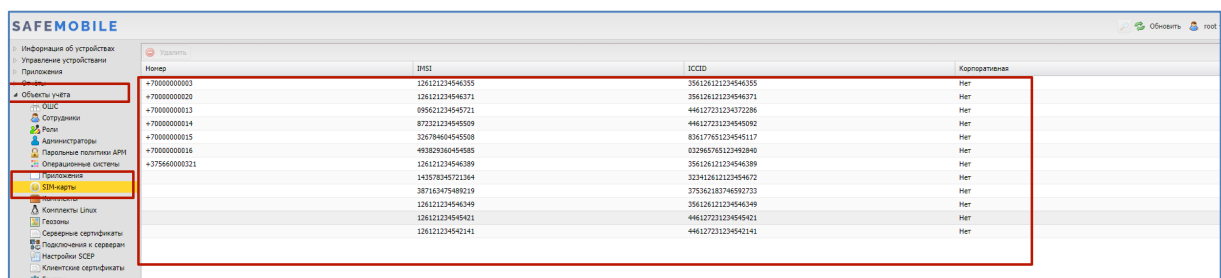 SAFEMOBILE
Обновить root
Информация об устройствах
Управление устройствами
Приложения
Отчёты
Объекты учёта
ОШС
Сотрудники
Роли
Администраторы
Парольные политики АРМ
Операционные системы
Приложения
SIM-карты
Комплекты
Комплекты Linux
Геозоны
Серверные сертификаты
Подключения к серверам
Настройки SCEP
Клиентские сертификаты
Удалить
Номер IMSI ICCID Корпоративная
+70000000003 126121234546355 356126121234546355 Нет
+70000000020 126121234546371 356126121234546371 Нет
+70000000013 095621234545721 446127231234372286 Нет
+70000000014 872321234545509 446127231234545092 Нет
+70000000015 326784604545508 836177651234545117 Нет
+70000000016 493829360454585 032965765123492840 Нет
+375660000321 126121234546389 356126121234546389 Нет
143578345721364 323412612123454672 Нет
387163475489219 375362183746592733 Нет
126121234546349 356126121234546349 Нет
126121234545421 446127231234545421 Нет
126121234542141 446127231234542141 Нет